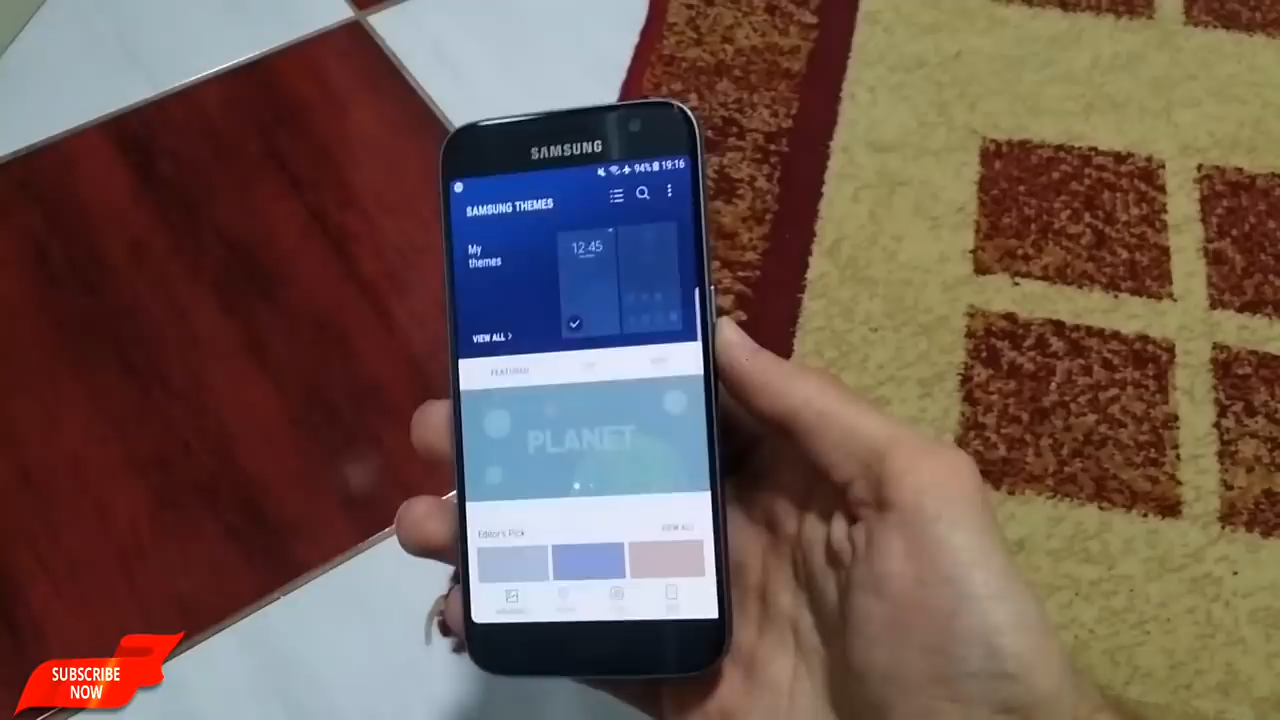 SAMSUNG
94% 19:16
SAMSUNG THEMES
My
themes
12:45
VIEW ALL >
FEATURED
PLANET
Editor's Pick
VIEW ALL
SUBSCRIBE
NOW